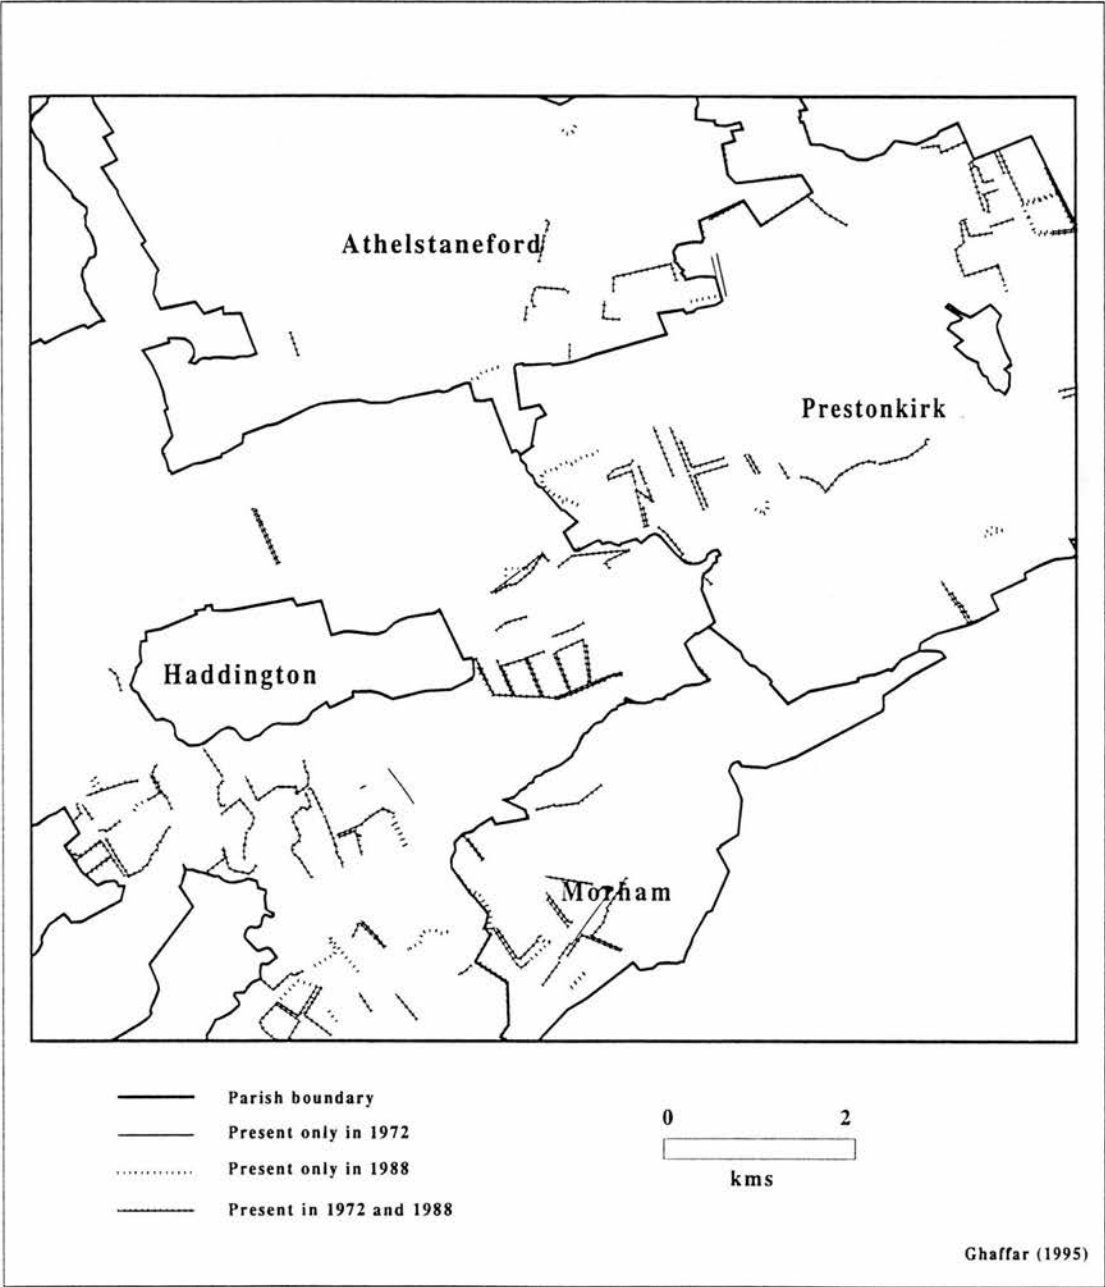 Athelstaneford
Prestonkirk
Haddington
Morham
Parish boundary
Present only in 1972
Present only in 1988
Present in 1972 and 1988
0 2
kms
Ghaffar (1995)